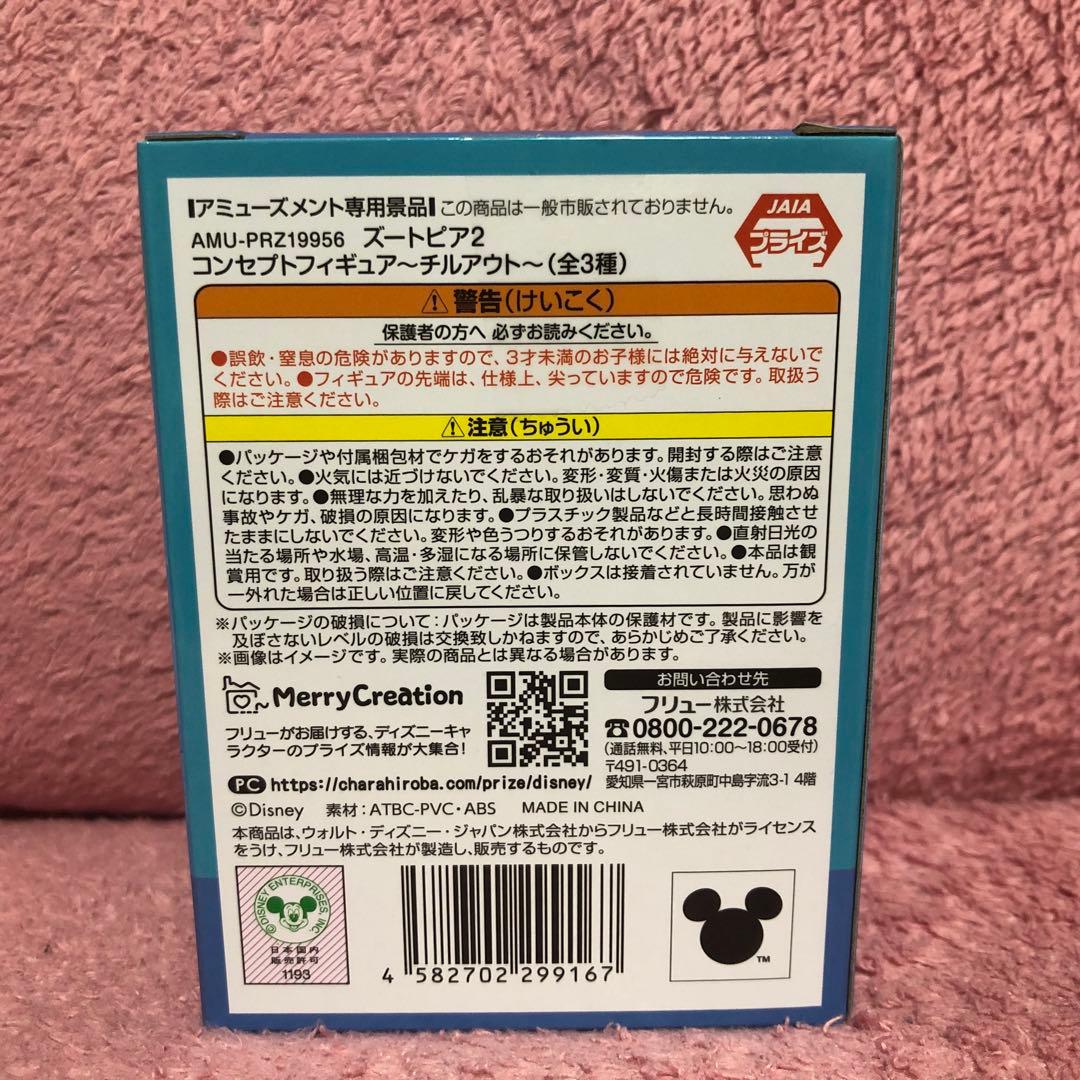 アミューズメント専用景品 この商品は一般市販されておりません。
JAIA
プライズ
AMU-PRZ19956 ズートピア2
コンセプトフィギュア〜チルアウト〜(全3種)
⚠警告(けいこく)
保護者の方へ 必ずお読みください。
●誤飲・窒息の危険がありますので、3才未満のお子様には絶対に与えないで
ください。●フィギュアの先端は、仕様上、尖っていますので危険です。取扱う
際はご注意ください。
⚠注意(ちゅうい)
●パッケージや付属梱包材でケガをするおそれがあります。開封する際はご注意
ください。●火気には近づけないでください。変形・変質・火傷または火災の原因
になります。●無理な力を加えたり、乱暴な取り扱いはしないでください。思わぬ
事故やケガ、破損の原因になります。●プラスチック製品などと長時間接触させ
たままにしないでください。変形や色うつりするおそれがあります。●直射日光の
当たる場所や水場、高温・多湿になる場所に保管しないでください。●本品は観
賞用です。取り扱う際はご注意ください。●ボックスは接着されていません。万が
一外れた場合は正しい位置に戻してください。
※パッケージの破損について:パッケージは製品本体の保護材です。製品に影響を
及ぼさないレベルの破損は交換致しかねますので、あらかじめご了承ください。
※画像はイメージです。実際の商品とは異なる場合があります。
MerryCreation
フリューがお届けする、ディズニーキャ
ラクターのプライズ情報が大集合!
PC https://charahiroba.com/prize/disney/
お問い合わせ先
フリュー株式会社
☎0800-222-0678
(通話無料、平日10:00〜18:00受付)
〒491-0364
愛知県一宮市萩原町中島字流3-1 4階
©Disney 素材:ATBC-PVC・ABS MADE IN CHINA
本商品は、ウォルト・ディズニー・ジャパン株式会社からフリュー株式会社がライセンス
をうけ、フリュー株式会社が製造し、販売するものです。
©DISNEY ENTERPRISES, INC.
日本国内
販売許可
1193
4 582702 299167
TM